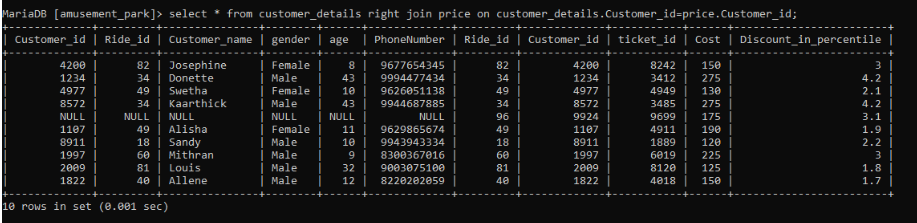 MariaDB [amusement_park]> select * from customer_details right join price on customer_details.Customer_id=price.Customer_id;
+-------------+---------+---------------+--------+------+-------------+---------+-------------+-----------+------+------------------------+
| Customer_id | Ride_id | Customer_name | gender | age | PhoneNumber | Ride_id | Customer_id | ticket_id | Cost | Discount_in_percentile |
+-------------+---------+---------------+--------+------+-------------+---------+-------------+-----------+------+------------------------+
| 4200 | 82 | Josephine | Female | 8 | 9677654345 | 82 | 4200 | 8242 | 150 | 3 |
| 1234 | 34 | Donette | Male | 43 | 9994477434 | 34 | 1234 | 3412 | 275 | 4.2 |
| 4977 | 49 | Swetha | Female | 10 | 9626051138 | 49 | 4977 | 4949 | 130 | 2.1 |
| 8572 | 34 | Kaarthick | Male | 43 | 9944687885 | 34 | 8572 | 3485 | 275 | 4.2 |
| NULL | NULL | NULL | NULL | NULL | NULL | 96 | 9924 | 9699 | 175 | 3.1 |
| 1107 | 49 | Alisha | Female | 11 | 9629865674 | 49 | 1107 | 4911 | 190 | 1.9 |
| 8911 | 18 | Sandy | Male | 10 | 9943943334 | 18 | 8911 | 1889 | 120 | 2.2 |
| 1997 | 60 | Mithran | Male | 9 | 8300367016 | 60 | 1997 | 6019 | 225 | 3 |
| 2009 | 81 | Louis | Male | 32 | 9003075100 | 81 | 2009 | 8120 | 125 | 1.8 |
| 1822 | 40 | Allene | Male | 12 | 8220202059 | 40 | 1822 | 4018 | 150 | 1.7 |
+-------------+---------+---------------+--------+------+-------------+---------+-------------+-----------+------+------------------------+
10 rows in set (0.001 sec)